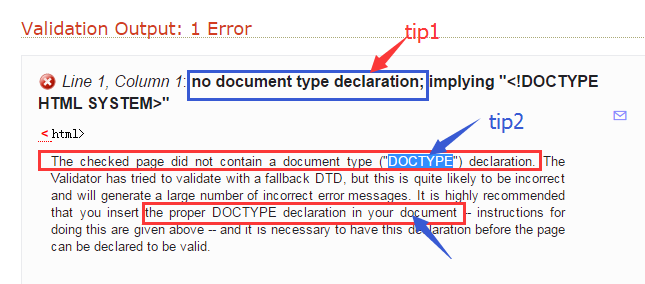 Validation Output: 1 Error
tip1
Line 1, Column 1: no document type declaration; implying "<!DOCTYPE
HTML SYSTEM>"
tip2
<html>
The checked page did not contain a document type ("DOCTYPE") declaration. The
Validator has tried to validate with a fallback DTD, but this is quite likely to be incorrect
and will generate a large number of incorrect error messages. It is highly recommended
that you insert the proper DOCTYPE declaration in your document -- instructions for
doing this are given above -- and it is necessary to have this declaration before the page
can be declared to be valid.